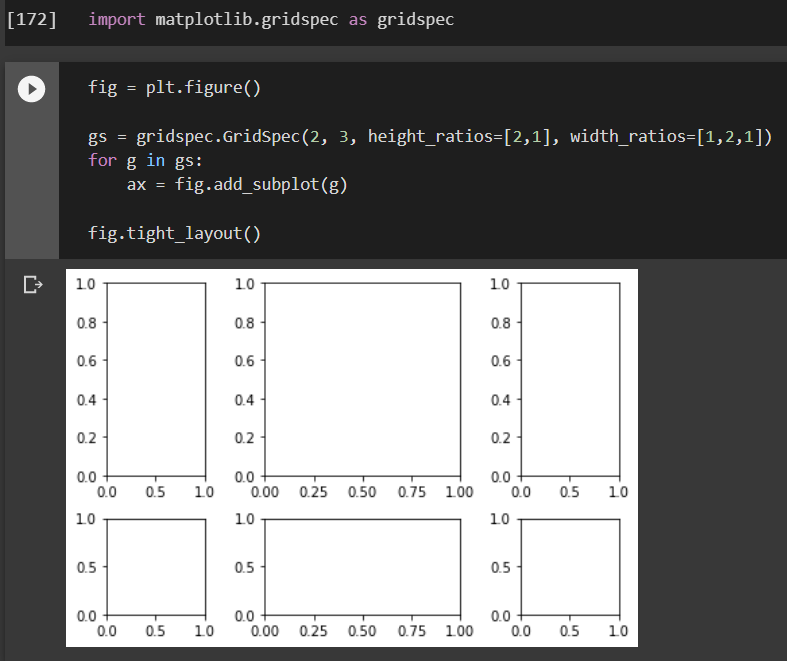 [172] import matplotlib.gridspec as gridspec
fig = plt.figure()
gs = gridspec.GridSpec(2, 3, height_ratios=[2,1], width_ratios=[1,2,1])
for g in gs:
ax = fig.add_subplot(g)
fig.tight_layout()
1.0 1.0 1.0
0.8 0.8 0.8
0.6 0.6 0.6
0.4 0.4 0.4
0.2 0.2 0.2
0.0 0.0 0.0
0.0 0.5 1.0 0.00 0.25 0.50 0.75 1.00 0.0 0.5 1.0
1.0 1.0 1.0
0.5 0.5 0.5
0.0 0.0 0.0
0.0 0.5 1.0 0.00 0.25 0.50 0.75 1.00 0.0 0.5 1.0